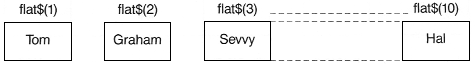 flat$(1) flat$(2) flat$(3) flat$(10)
Tom Graham Sevvy Hal